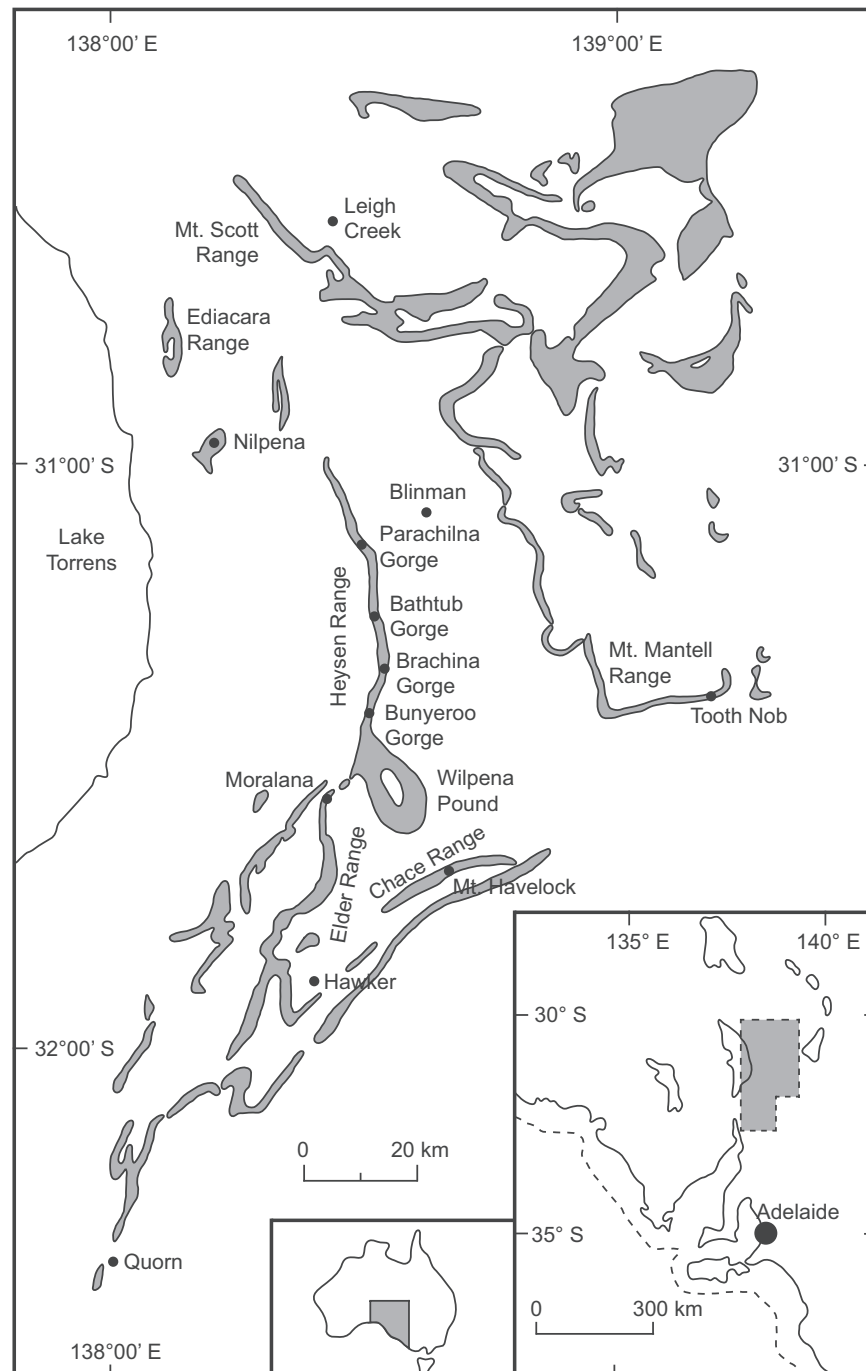 138°00′ E
139°00′ E
Leigh
Creek
Mt. Scott
Range
Ediacara
Range
Nilpena
31°00′ S
31°00′ S
Blinman
Lake
Torrens
Parachilna
Gorge
Heysen Range
Bathtub
Gorge
Brachina
Gorge
Mt. Mantell
Range
Bunyeroo
Gorge
Tooth Nob
Moralana
Wilpena
Pound
Elder Range
Chace Range
Mt. Havelock
Hawker
32°00′ S
0 20 km
Quorn
138°00′ E
135° E
140° E
30° S
Adelaide
35° S
0 300 km